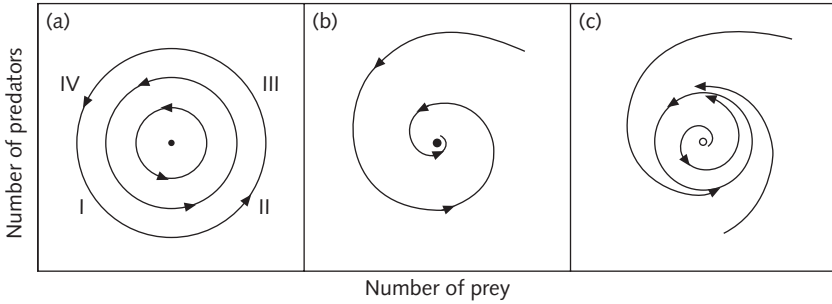 (a)
(b)
(c)
IV
III
I
II
Number of predators
Number of prey